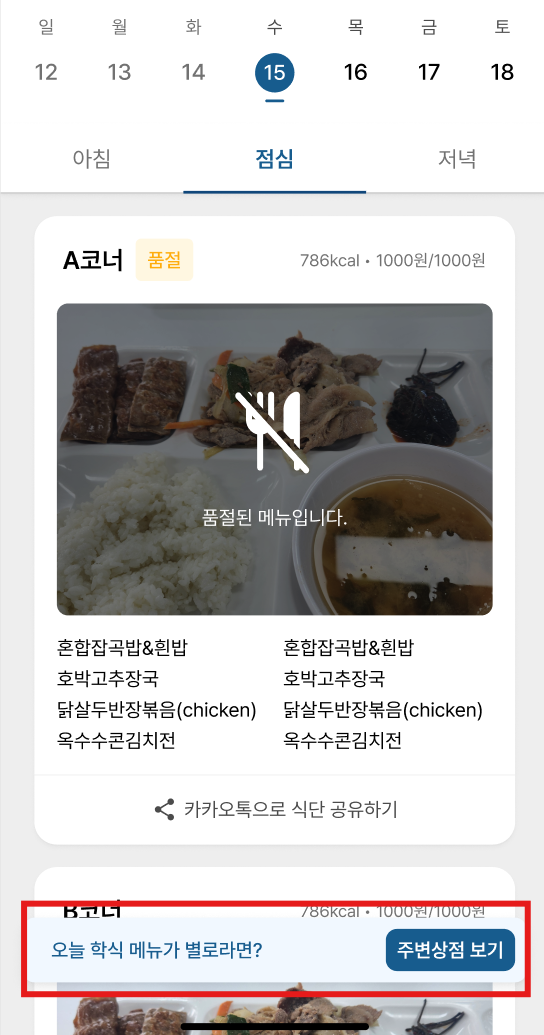 일 월 화 수 목 금 토
12 13 14 15 16 17 18
아침 점심 저녁
A코너 품절 786kcal • 1000원/1000원
품절된 메뉴입니다.
혼합잡곡밥&흰밥 혼합잡곡밥&흰밥
호박고추장국 호박고추장국
닭살두반장볶음(chicken) 닭살두반장볶음(chicken)
옥수수콘김치전 옥수수콘김치전
카카오톡으로 식단 공유하기
B코너 786kcal • 1000원/1000원
오늘 학식 메뉴가 별로라면? 주변상점 보기